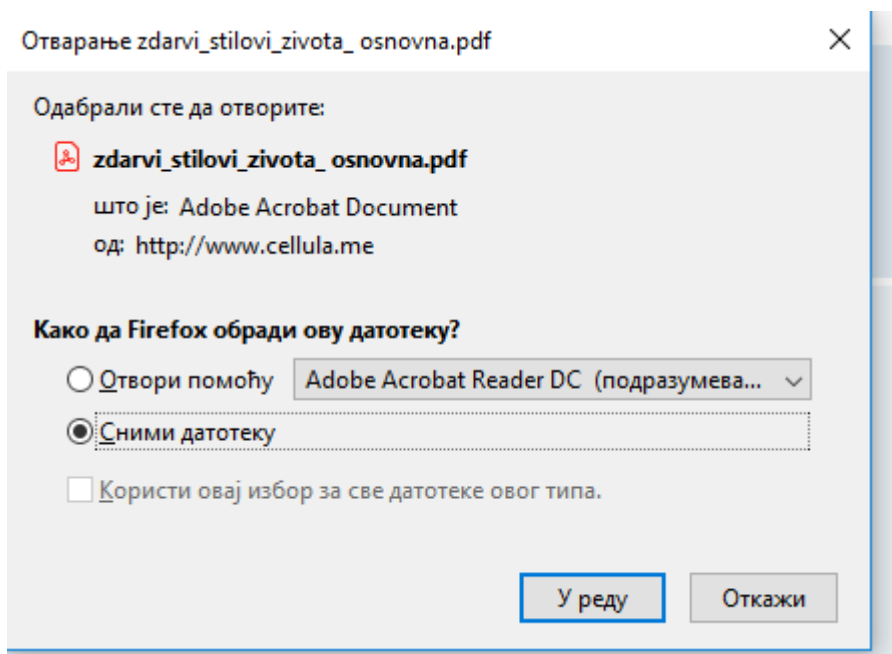 Отварање zdarvi_stilovi_zivota_ osnovna.pdf
Одабрали сте да отворите:
zdarvi_stilovi_zivota_ osnovna.pdf
што је: Adobe Acrobat Document
од: http://www.cellula.me
Како да Firefox обради ову датотеку?
Отвори помоћу Adobe Acrobat Reader DC (подразумева...
Сними датотеку
Користи овај избор за све датотеке овог типа.
У реду Откажи